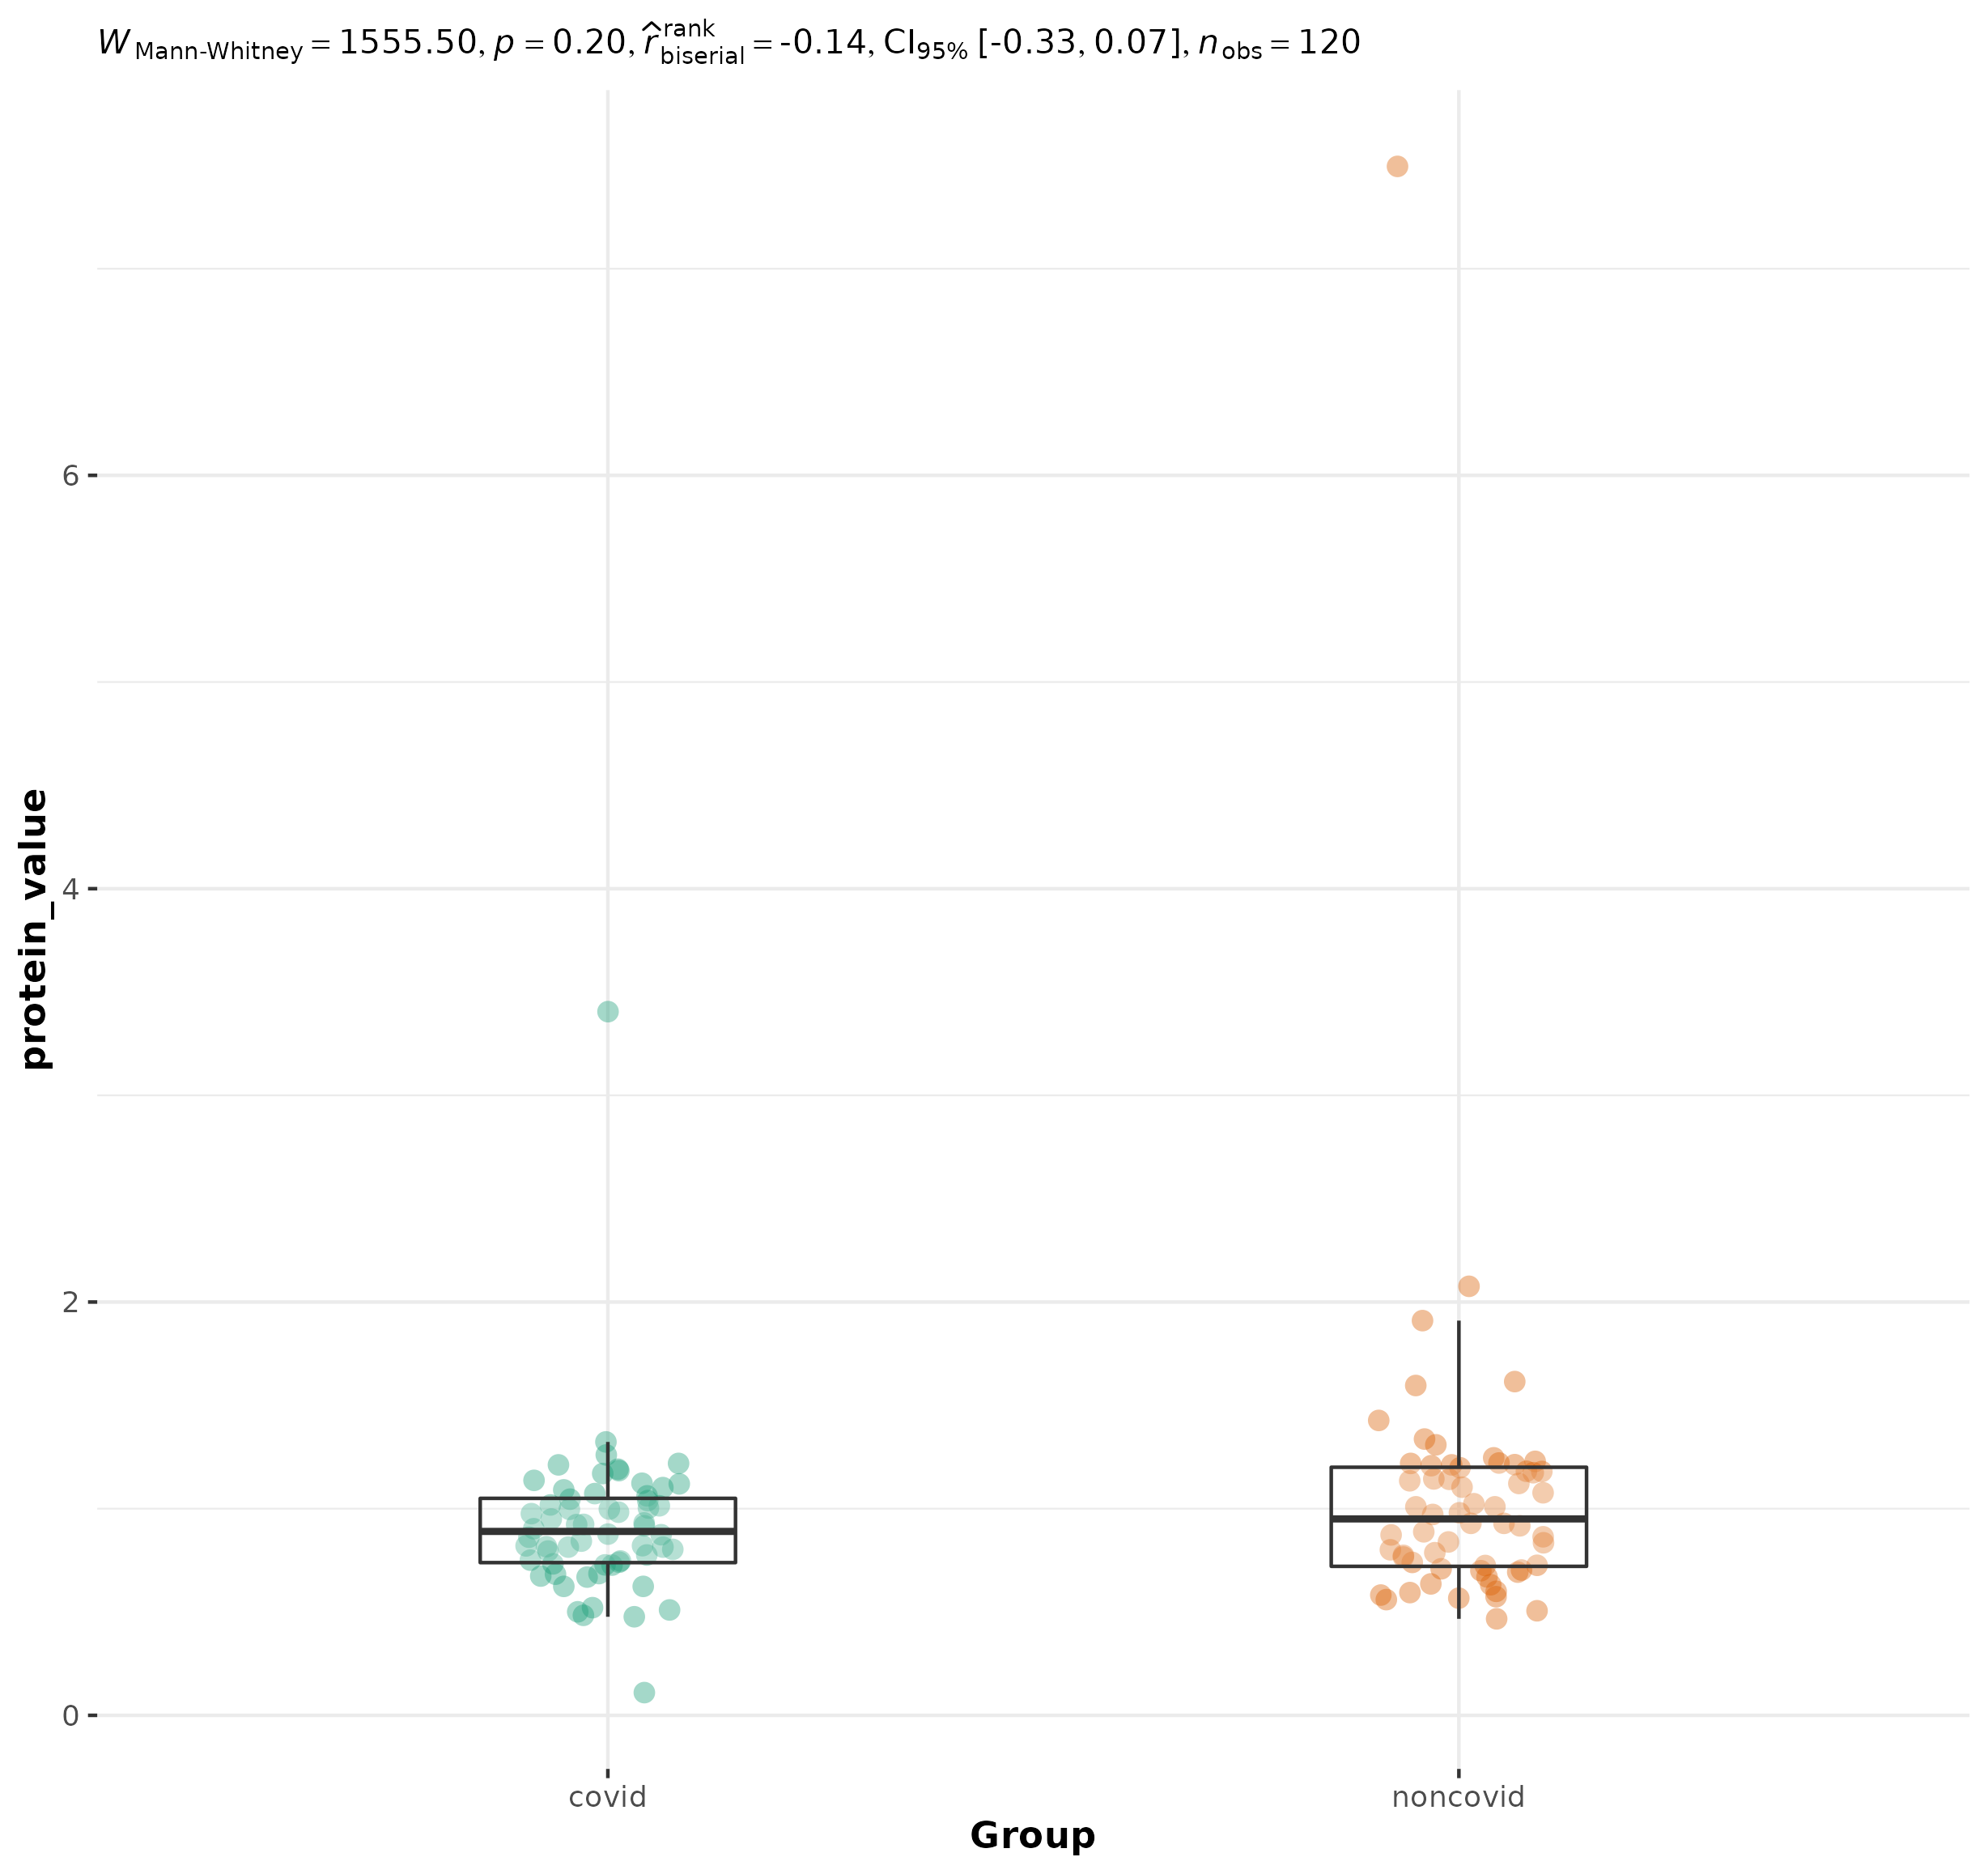 W Mann-Whitney = 1555.50, p = 0.20, r̂ rank biserial = -0.14, CI95% [-0.33, 0.07], nobs = 120
6
4
2
0
protein_value
covid noncovid
Group